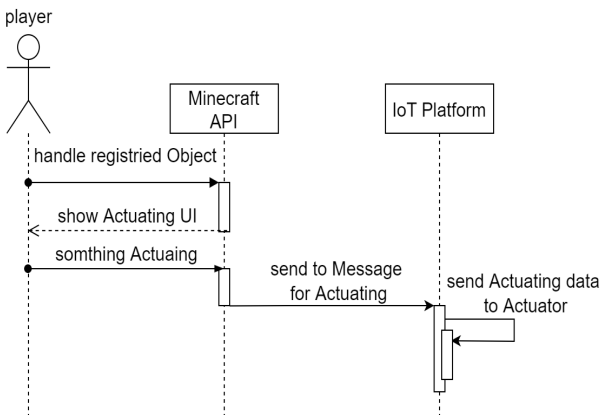 player
Minecraft
API
IoT Platform
handle registried Object
show Actuating UI
somthing Actuaing
send to Message
for Actuating
send Actuating data
to Actuator